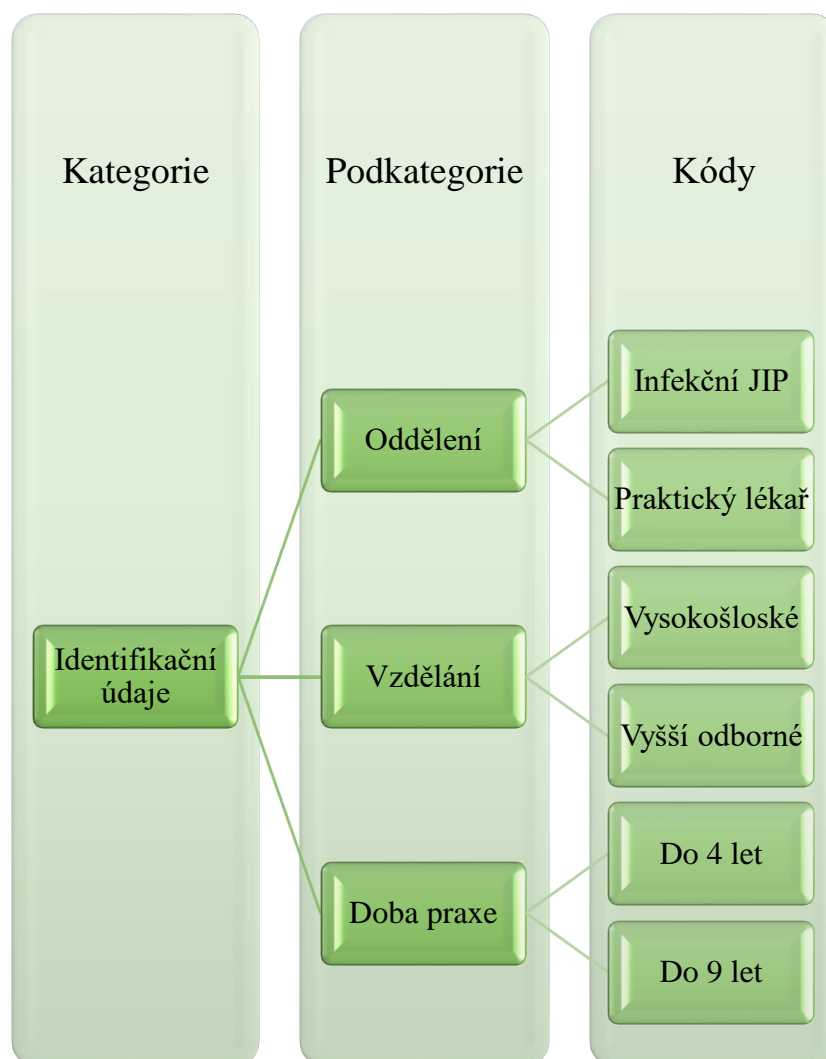 Kategorie
Podkategorie
Kódy
Identifikační
údaje
Oddělení
Infekční JIP
Praktický lékař
Vzdělání
Vysokošloské
Vyšší odborné
Doba praxe
Do 4 let
Do 9 let